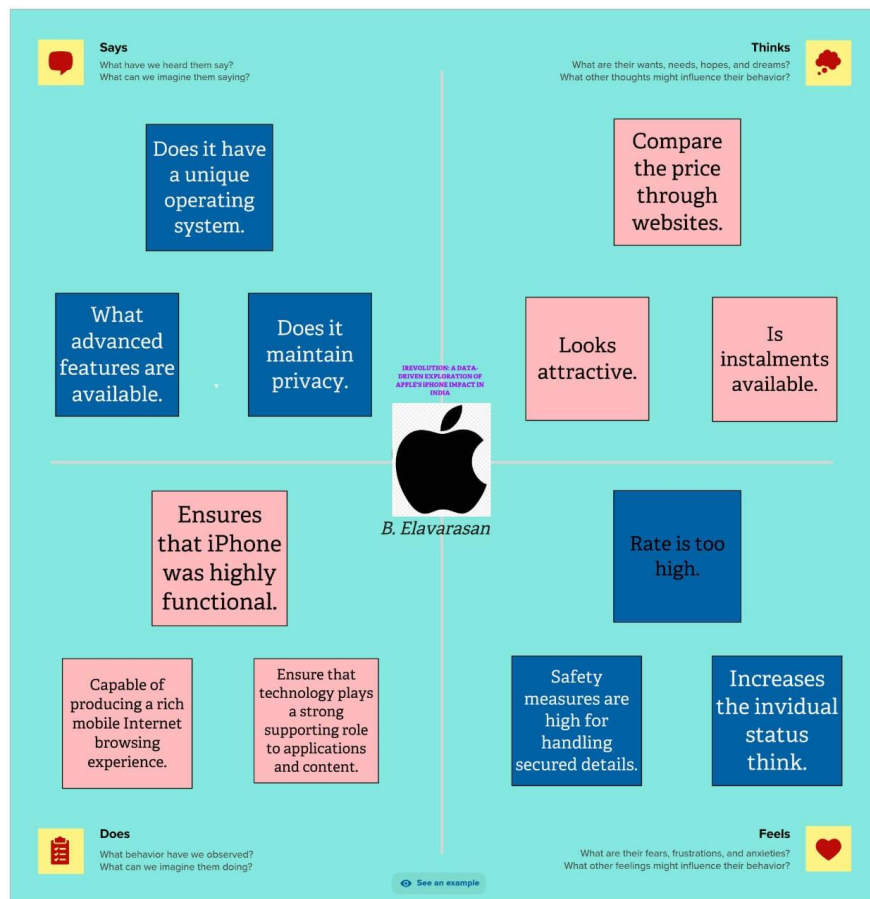 Says
What have we heard them say?
What can we imagine them saying?
Thinks
What are their wants, needs, hopes, and dreams?
What other thoughts might influence their behavior?
Does it have
a unique
operating
system.
Compare
the price
through
websites.
What
advanced
features are
available.
Does it
maintain
privacy.
Looks
attractive.
Is
instalments
available.
IREVOLUTION: A DATA-
DRIVEN EXPLORATION OF
APPLE'S IPHONE IMPACT IN
INDIA
B. Elavarasan
Ensures
that iPhone
was highly
functional.
Rate is too
high.
Capable of
producing a rich
mobile Internet
browsing
experience.
Ensure that
technology plays
a strong
supporting role
to applications
and content.
Safety
measures are
high for
handling
secured details.
Increases
the invidual
status
think.
Does
What behavior have we observed?
What can we imagine them doing?
Feels
What are their fears, frustrations, and anxieties?
What other feelings might influence their behavior?
See an example